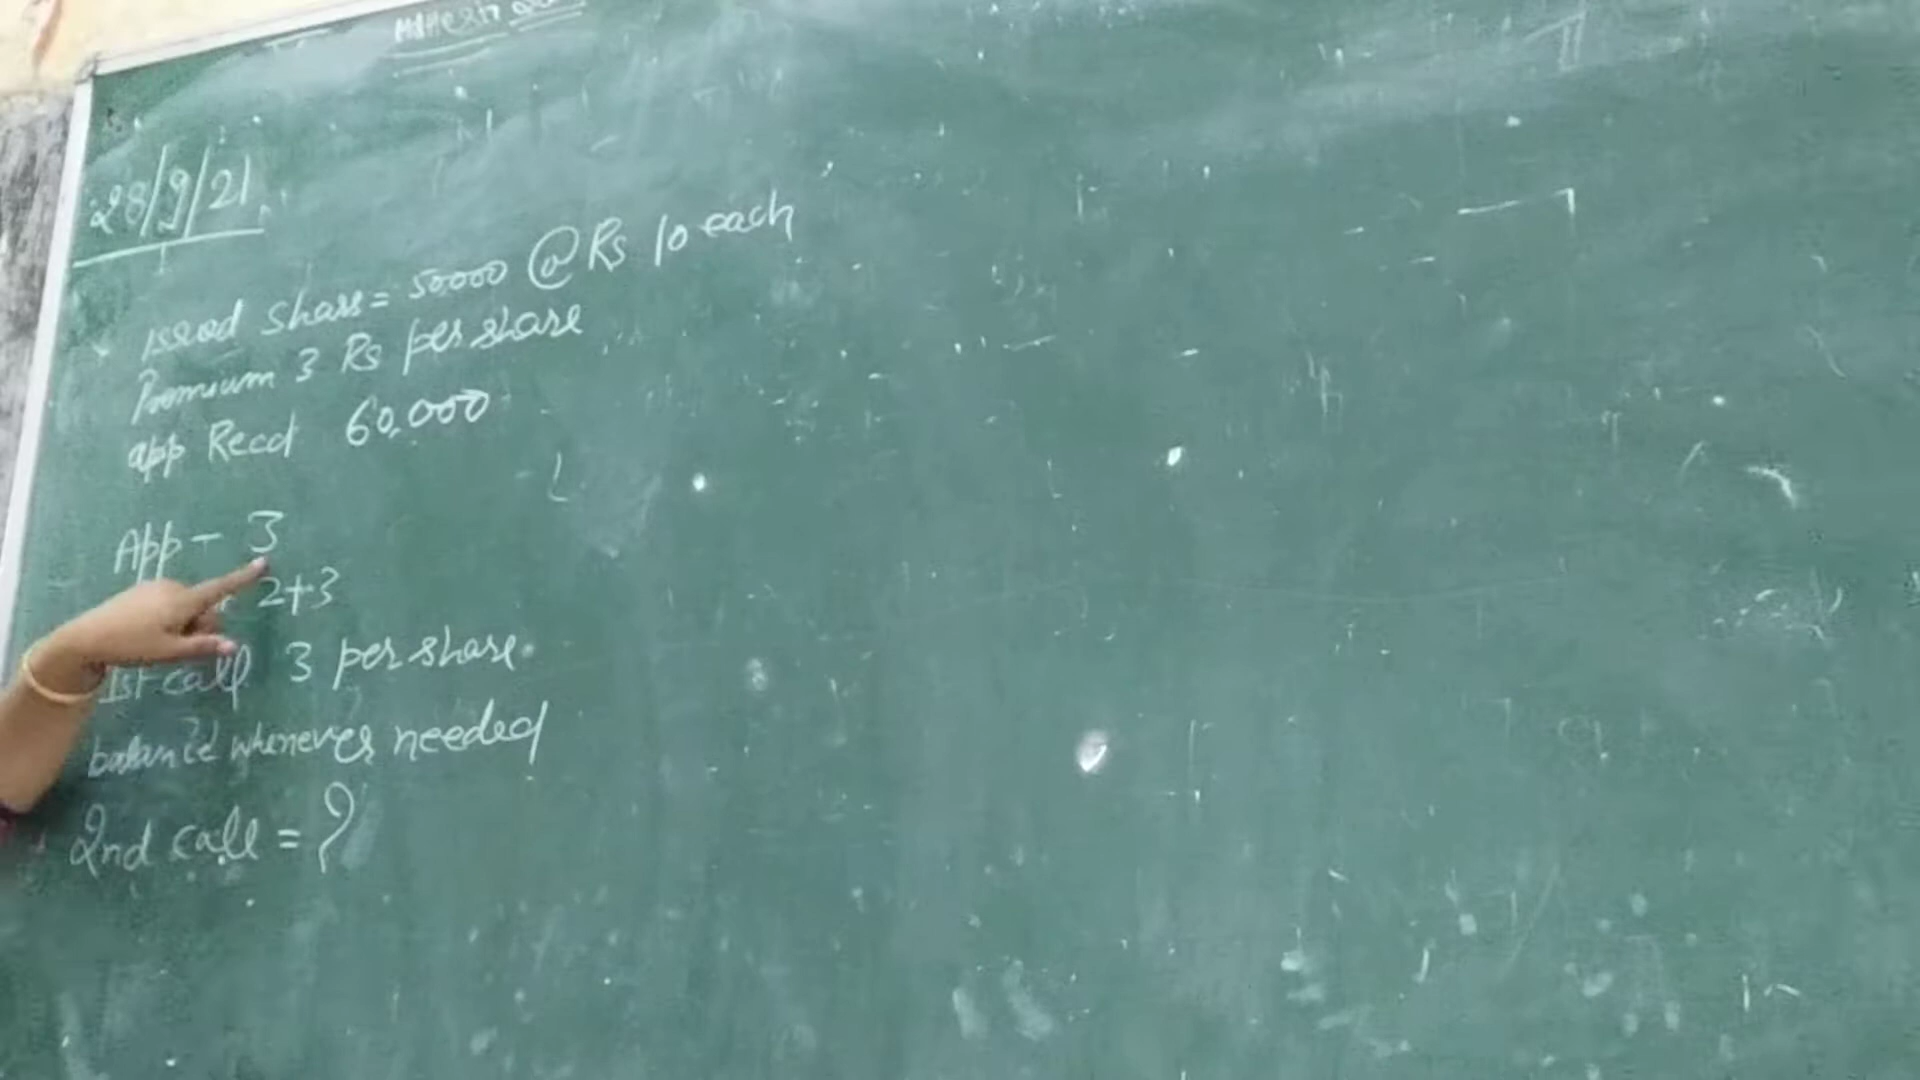 28/9/21
Issed Share = 50000 @ Rs 10 each
Premium 3 Rs per share
app Recd 60,000
App - 3
2+3
1st call 3 per share.
balance whenever needed
2nd call = ?